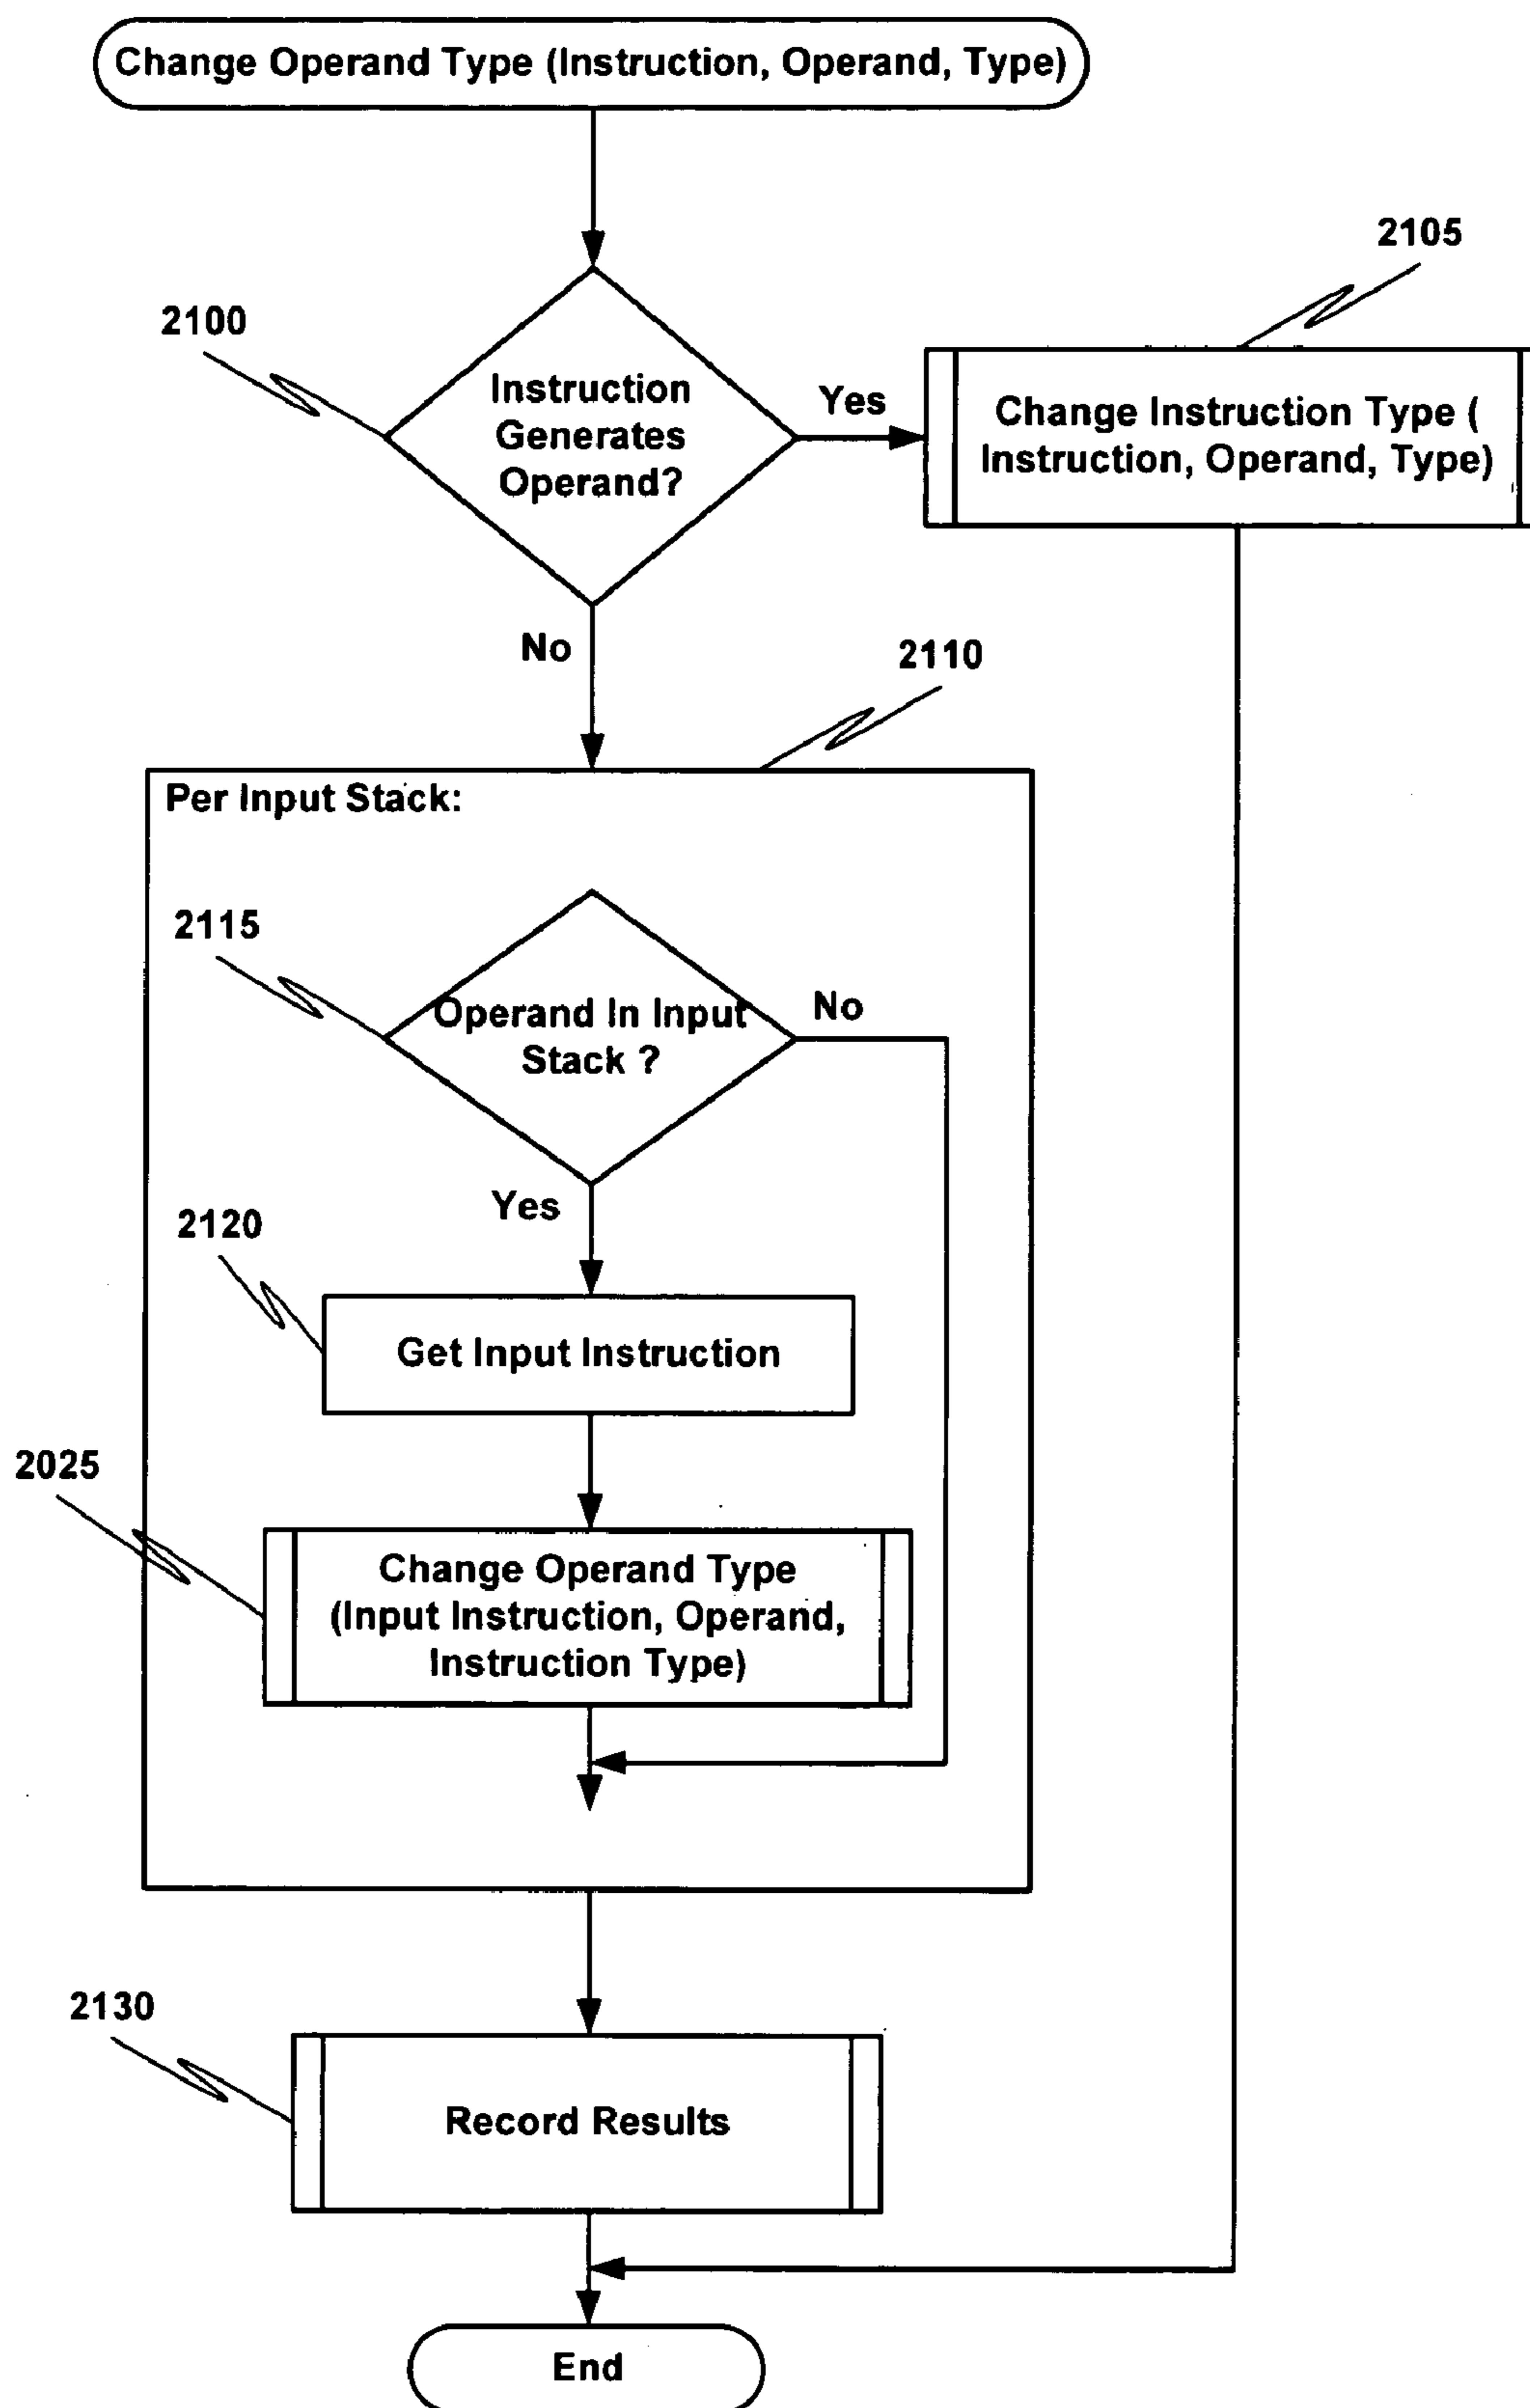 Change Operand Type (Instruction, Operand, Type)
2105
2100
Instruction
Generates
Operand?
Yes
Change Instruction Type (
Instruction, Operand, Type)
No
2110
Per Input Stack:
2115
Operand In Input
Stack ?
No
Yes
2120
Get Input Instruction
2025
Change Operand Type
(Input Instruction, Operand,
Instruction Type)
2130
Record Results
End